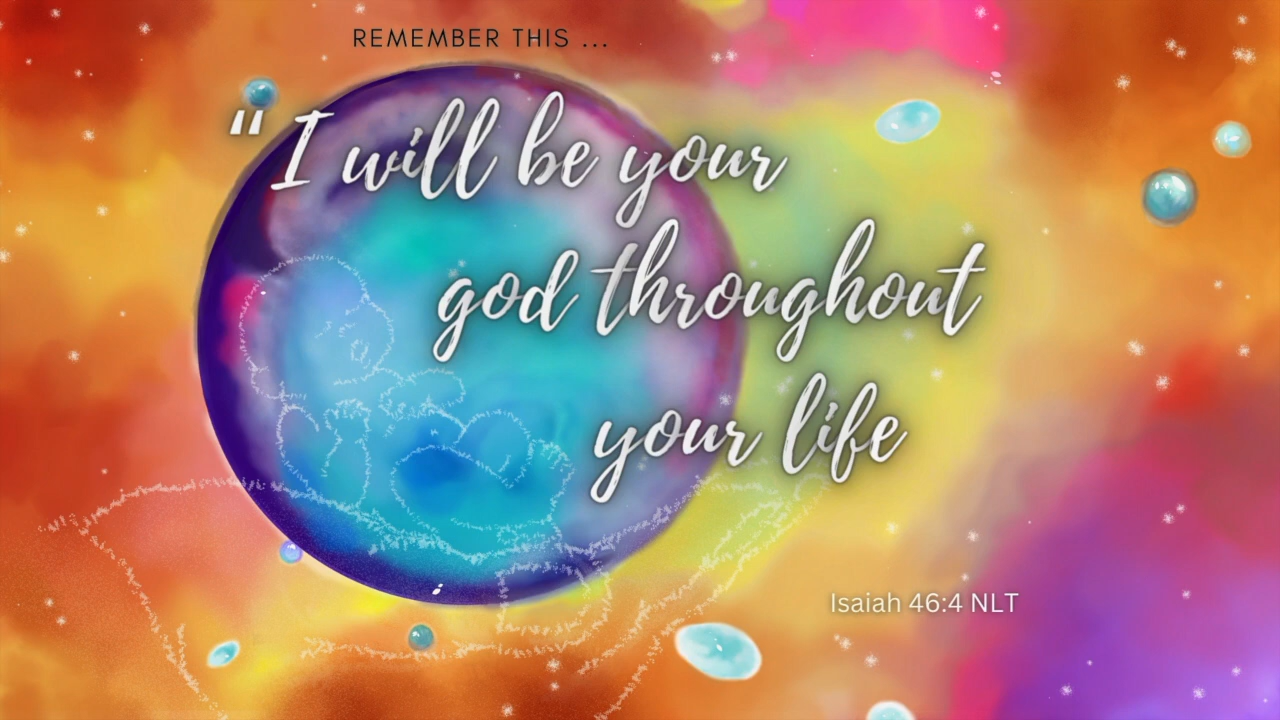 REMEMBER THIS ...
“ I will be your
god throughout
your life
Isaiah 46:4 NLT